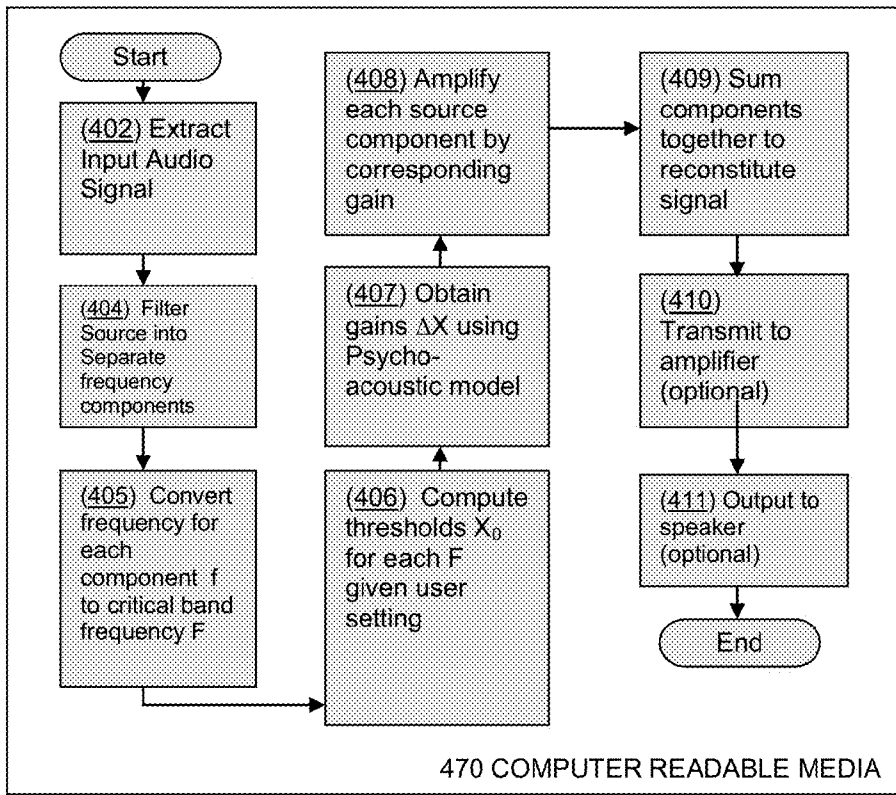 Start
(402) Extract
Input Audio
Signal
(404) Filter
Source into
Separate
frequency
components
(405) Convert
frequency for
each
component f
to critical band
frequency F
(406) Compute
thresholds X₀
for each F
given user
setting
(407) Obtain
gains ΔX using
Psycho-
acoustic model
(408) Amplify
each source
component by
corresponding
gain
(409) Sum
components
together to
reconstitute
signal
(410)
Transmit to
amplifier
(optional)
(411) Output to
speaker
(optional)
End
470 COMPUTER READABLE MEDIA